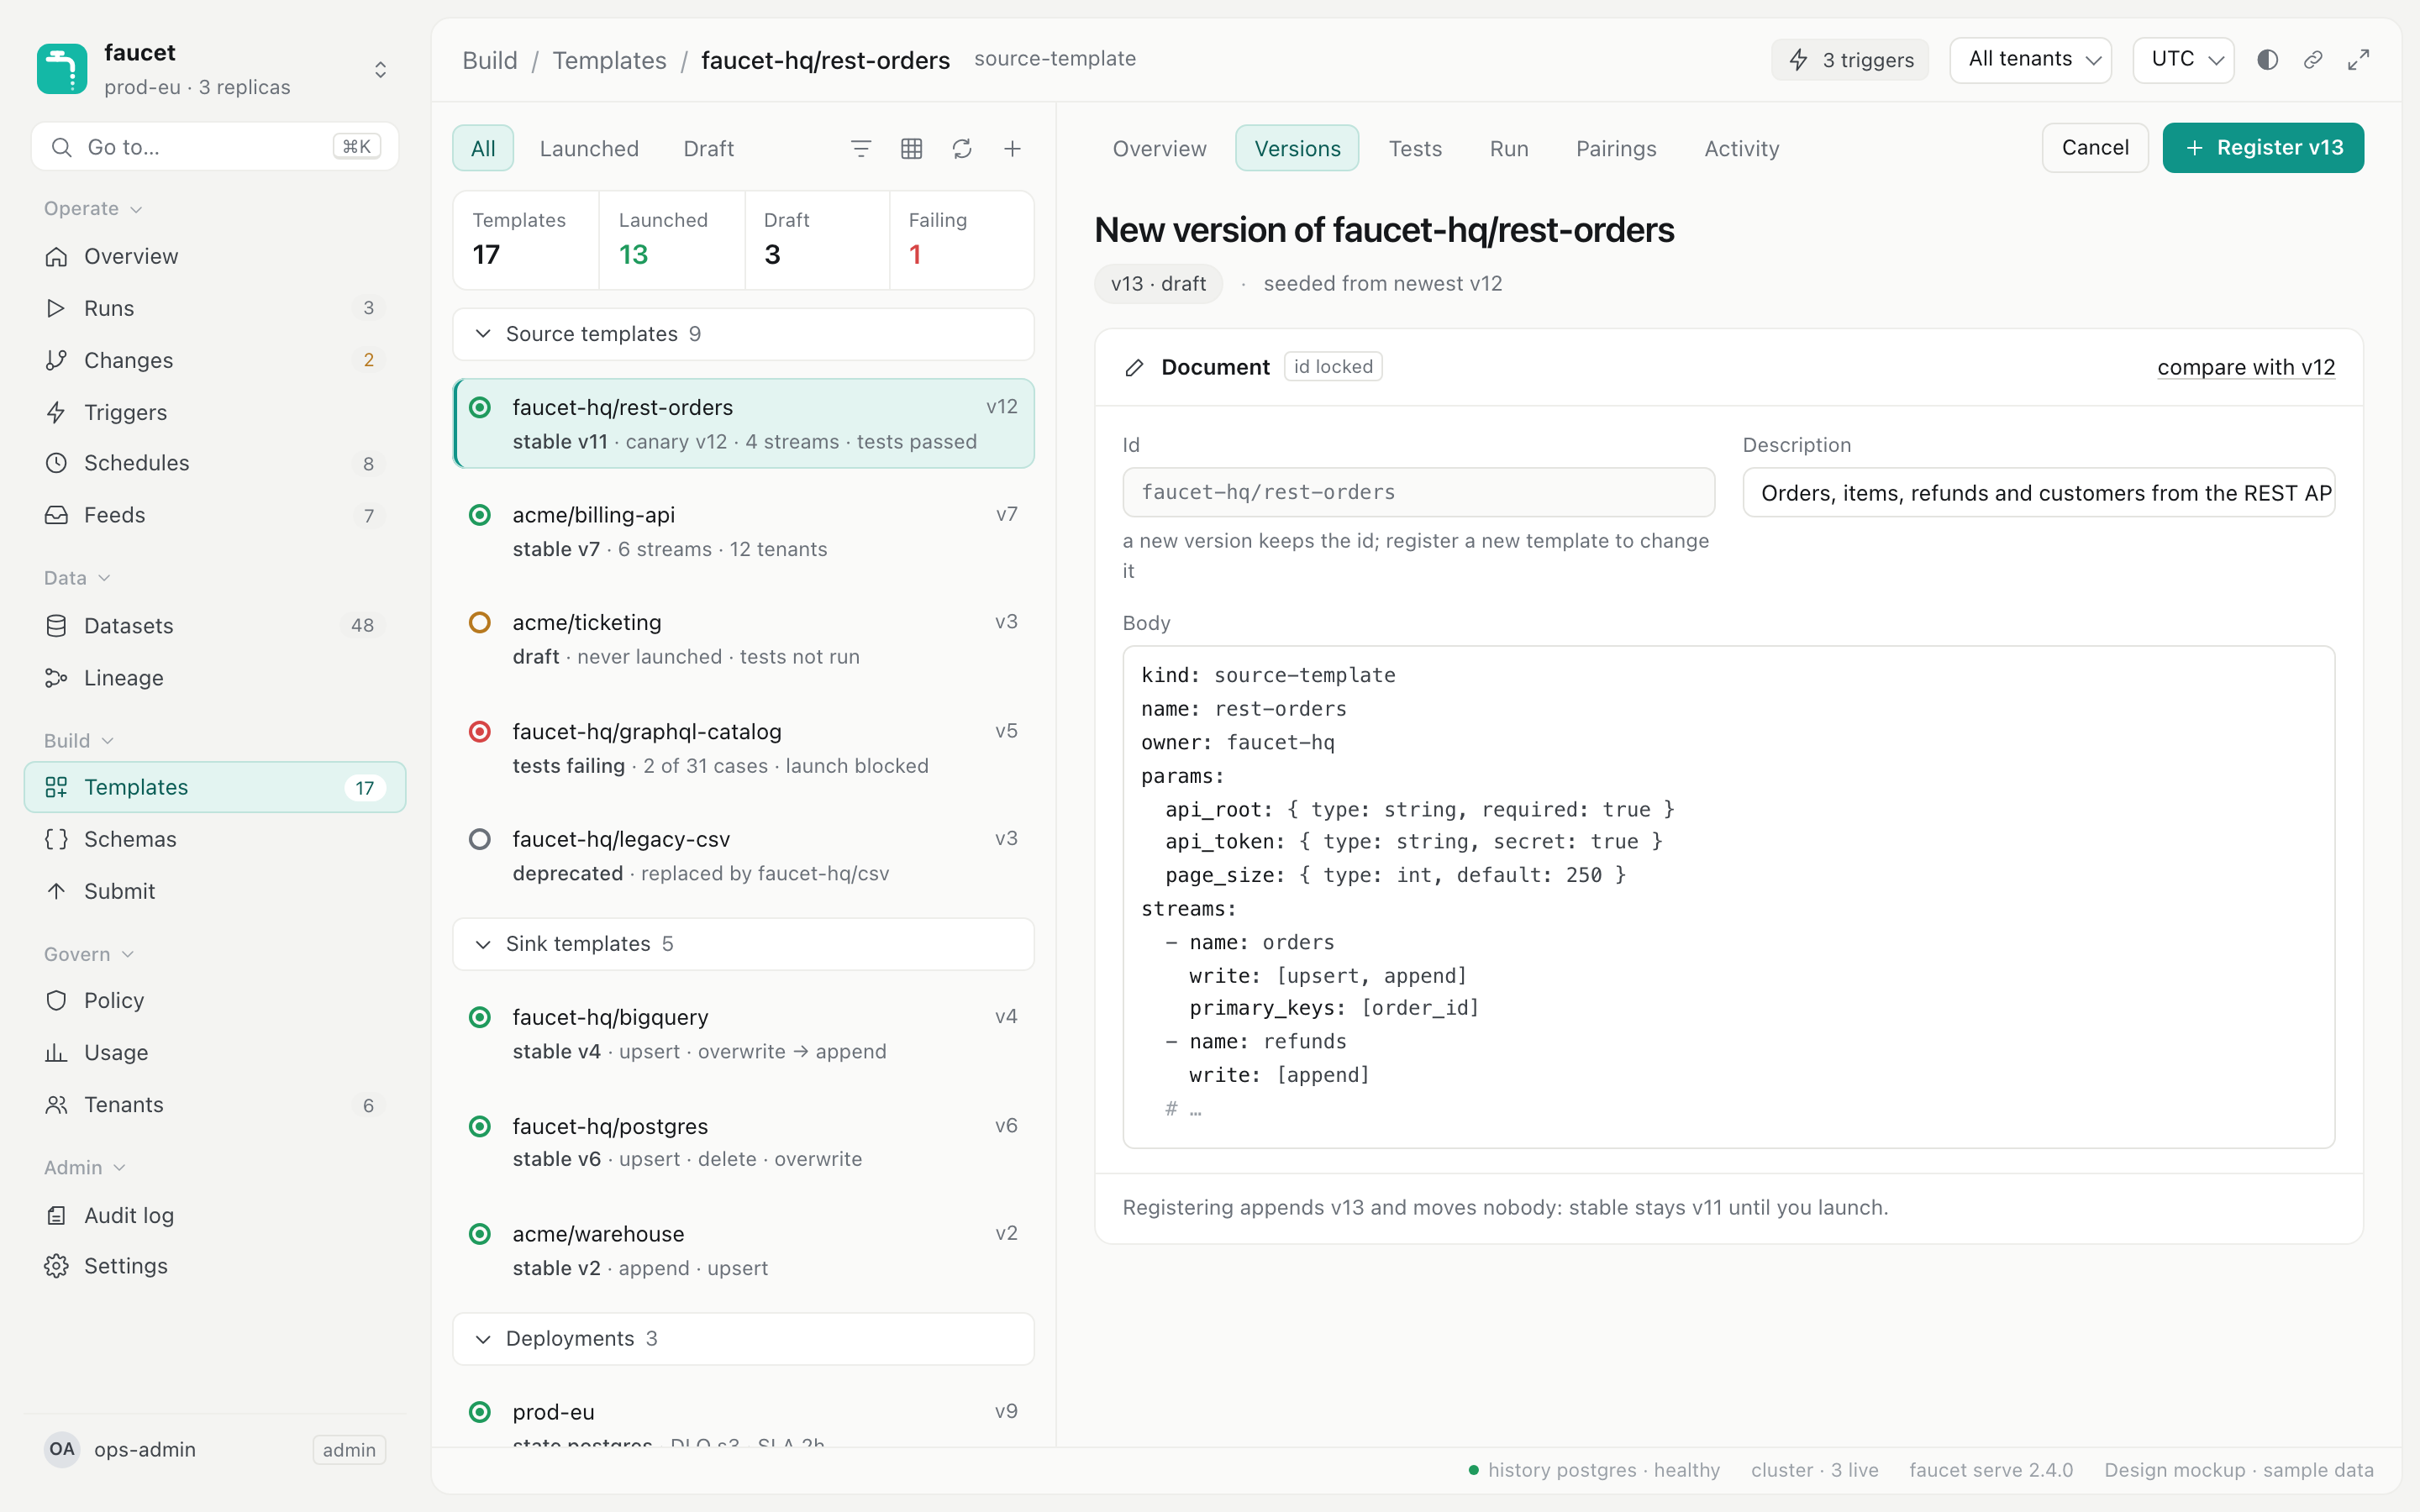 faucet
prod-eu · 3 replicas
Go to...
⌘K
Operate
Overview
Runs 3
Changes 2
Triggers
Schedules 8
Feeds 7
Data
Datasets 48
Lineage
Build
Templates 17
Schemas
Submit
Govern
Policy
Usage
Tenants 6
Admin
Audit log
Settings
OA ops-admin admin
Build / Templates / faucet-hq/rest-orders source-template
3 triggers
All tenants
UTC
All Launched Draft
Templates Launched Draft Failing
17 13 3 1
Source templates 9
faucet-hq/rest-orders v12
stable v11 · canary v12 · 4 streams · tests passed
acme/billing-api v7
stable v7 · 6 streams · 12 tenants
acme/ticketing v3
draft · never launched · tests not run
faucet-hq/graphql-catalog v5
tests failing · 2 of 31 cases · launch blocked
faucet-hq/legacy-csv v3
deprecated · replaced by faucet-hq/csv
Sink templates 5
faucet-hq/bigquery v4
stable v4 · upsert · overwrite → append
faucet-hq/postgres v6
stable v6 · upsert · delete · overwrite
acme/warehouse v2
stable v2 · append · upsert
Deployments 3
prod-eu v9
state postgres · DLQ s3 · SLA 2h
Overview Versions Tests Run Pairings Activity
Cancel
+ Register v13
New version of faucet-hq/rest-orders
v13 · draft · seeded from newest v12
Document id locked compare with v12
Id
faucet-hq/rest-orders
a new version keeps the id; register a new template to change
it
Description
Orders, items, refunds and customers from the REST AP
Body
kind: source-template
name: rest-orders
owner: faucet-hq
params:
  api_root: { type: string, required: true }
  api_token: { type: string, secret: true }
  page_size: { type: int, default: 250 }
streams:
  - name: orders
    write: [upsert, append]
    primary_keys: [order_id]
  - name: refunds
    write: [append]
  # …
Registering appends v13 and moves nobody: stable stays v11 until you launch.
history postgres · healthy
cluster · 3 live
faucet serve 2.4.0
Design mockup · sample data